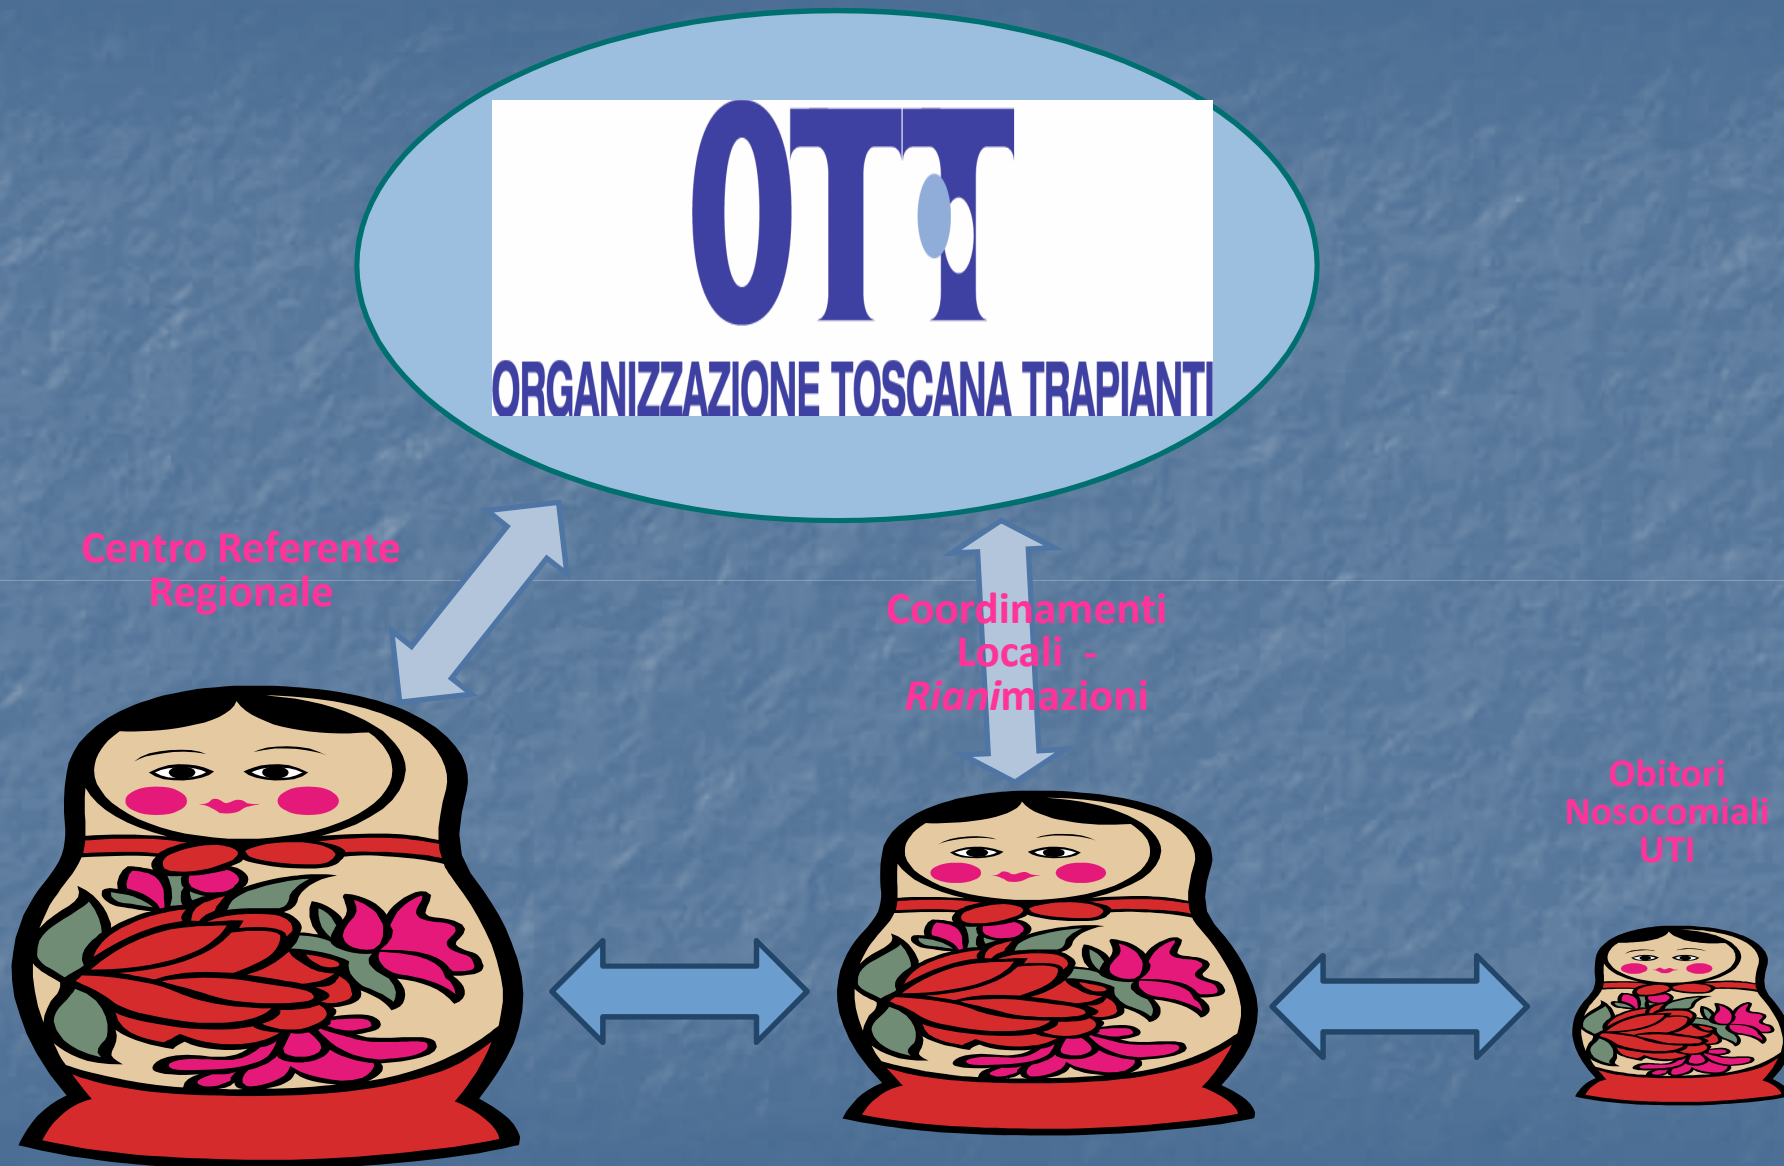 OTT
ORGANIZZAZIONE TOSCANA TRAPIANTI
Centro Referente
Regionale
Coordinamenti
Locali -
Rianimazioni
Obitori
Nosocomiali
UTI